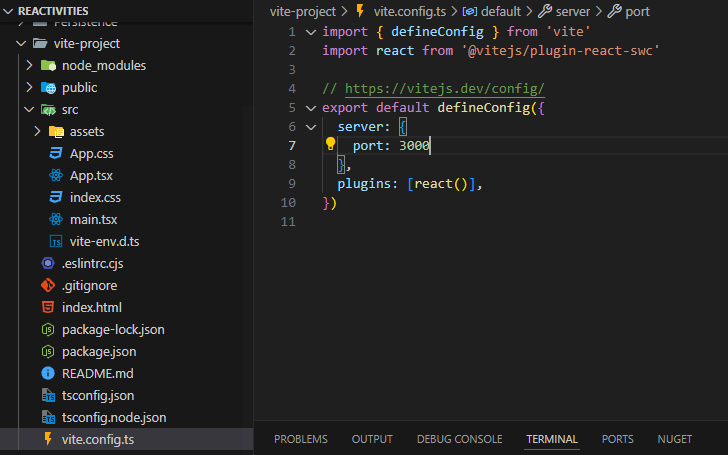 REACTIVITIES
Persistence
vite-project
node_modules
public
src
assets
App.css
App.tsx
index.css
main.tsx
vite-env.d.ts
.eslintrc.cjs
.gitignore
index.html
package-lock.json
package.json
README.md
tsconfig.json
tsconfig.node.json
vite.config.ts
vite-project > vite.config.ts > default > server > port
1 import { defineConfig } from 'vite'
2 import react from '@vitejs/plugin-react-swc'
3
4 // https://vitejs.dev/config/
5 export default defineConfig({
6 server: {
7 port: 3000
8 },
9 plugins: [react()],
10 })
11
PROBLEMS OUTPUT DEBUG CONSOLE TERMINAL PORTS NUGET